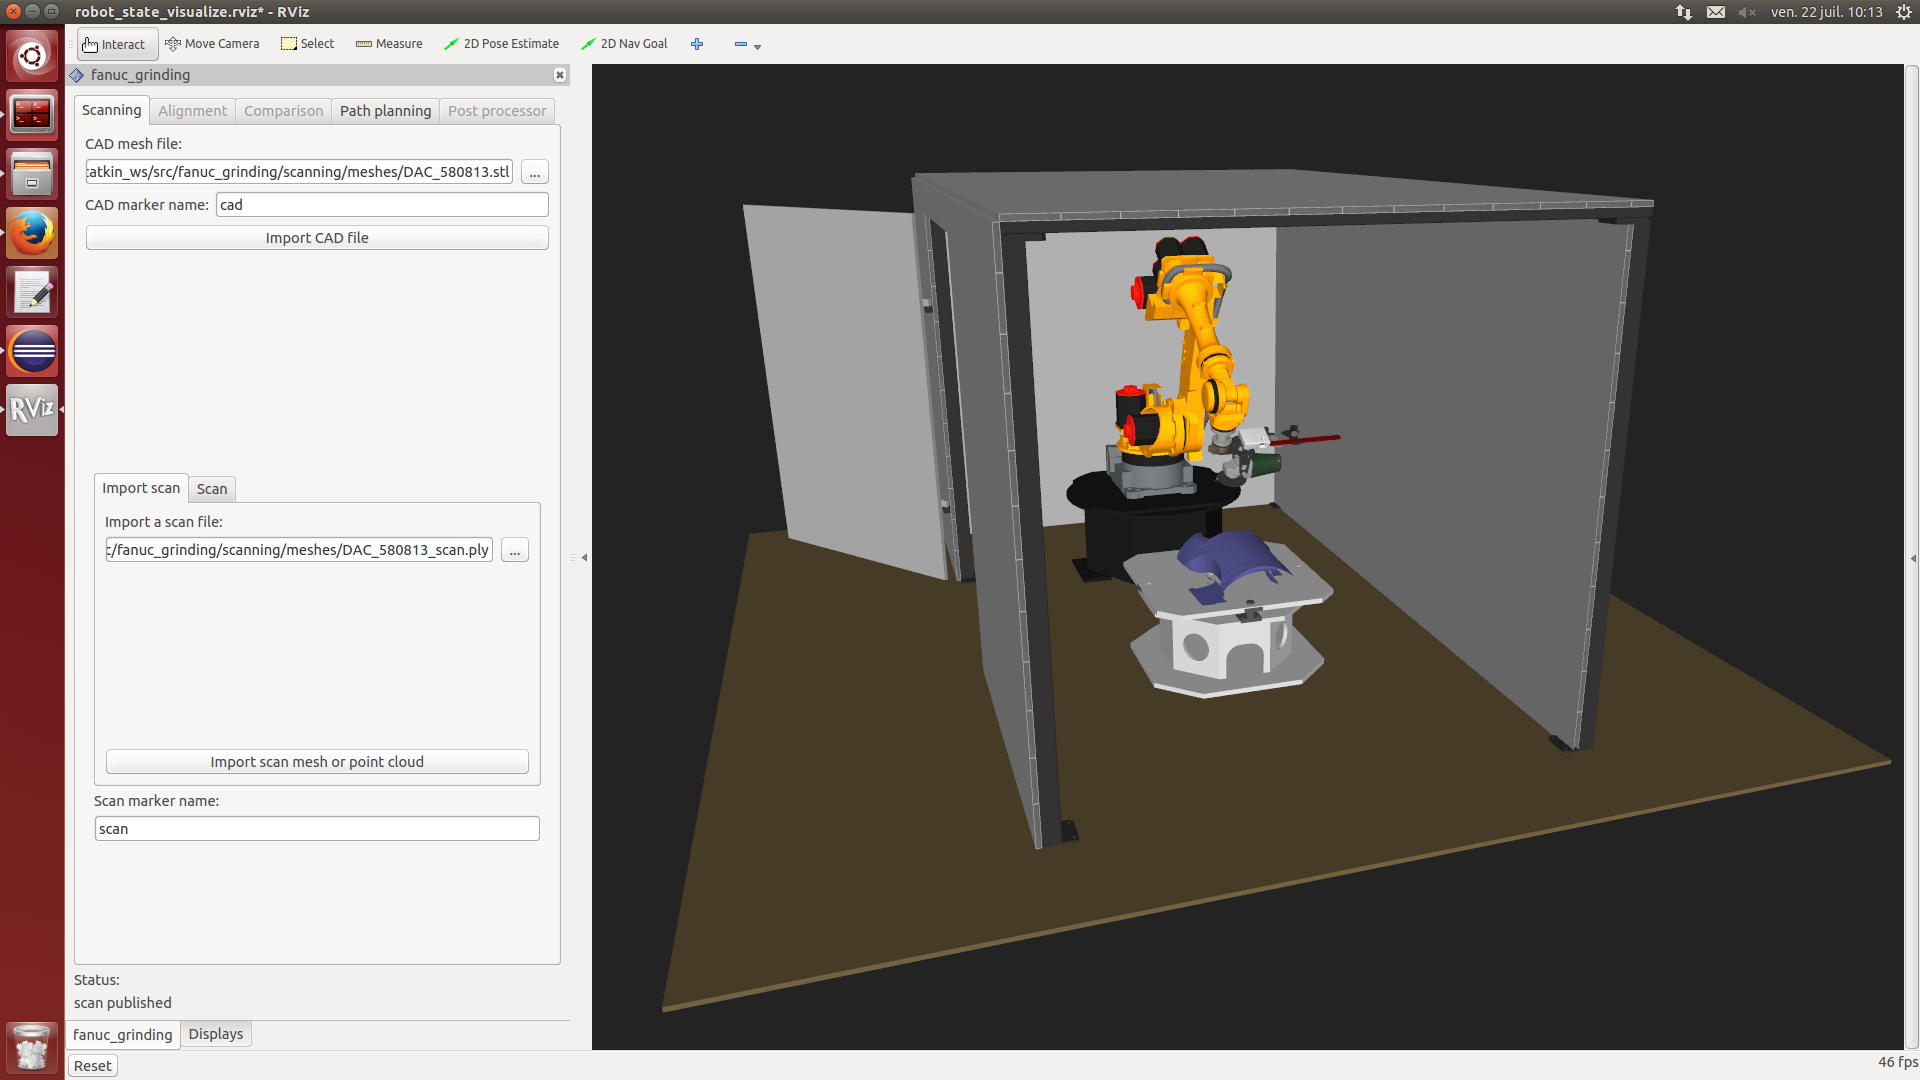 robot_state_visualize.rviz* - RViz
ven. 22 juil. 10:13
Interact
Move Camera
Select
Measure
2D Pose Estimate
2D Nav Goal
fanuc_grinding
Scanning
Alignment
Comparison
Path planning
Post processor
CAD mesh file:
:atkin_ws/src/fanuc_grinding/scanning/meshes/DAC_580813.stl
...
CAD marker name:
cad
Import CAD file
RViz
Import scan
Scan
Import a scan file:
:/fanuc_grinding/scanning/meshes/DAC_580813_scan.ply
...
Import scan mesh or point cloud
Scan marker name:
scan
Status:
scan published
fanuc_grinding
Displays
Reset
46 fps